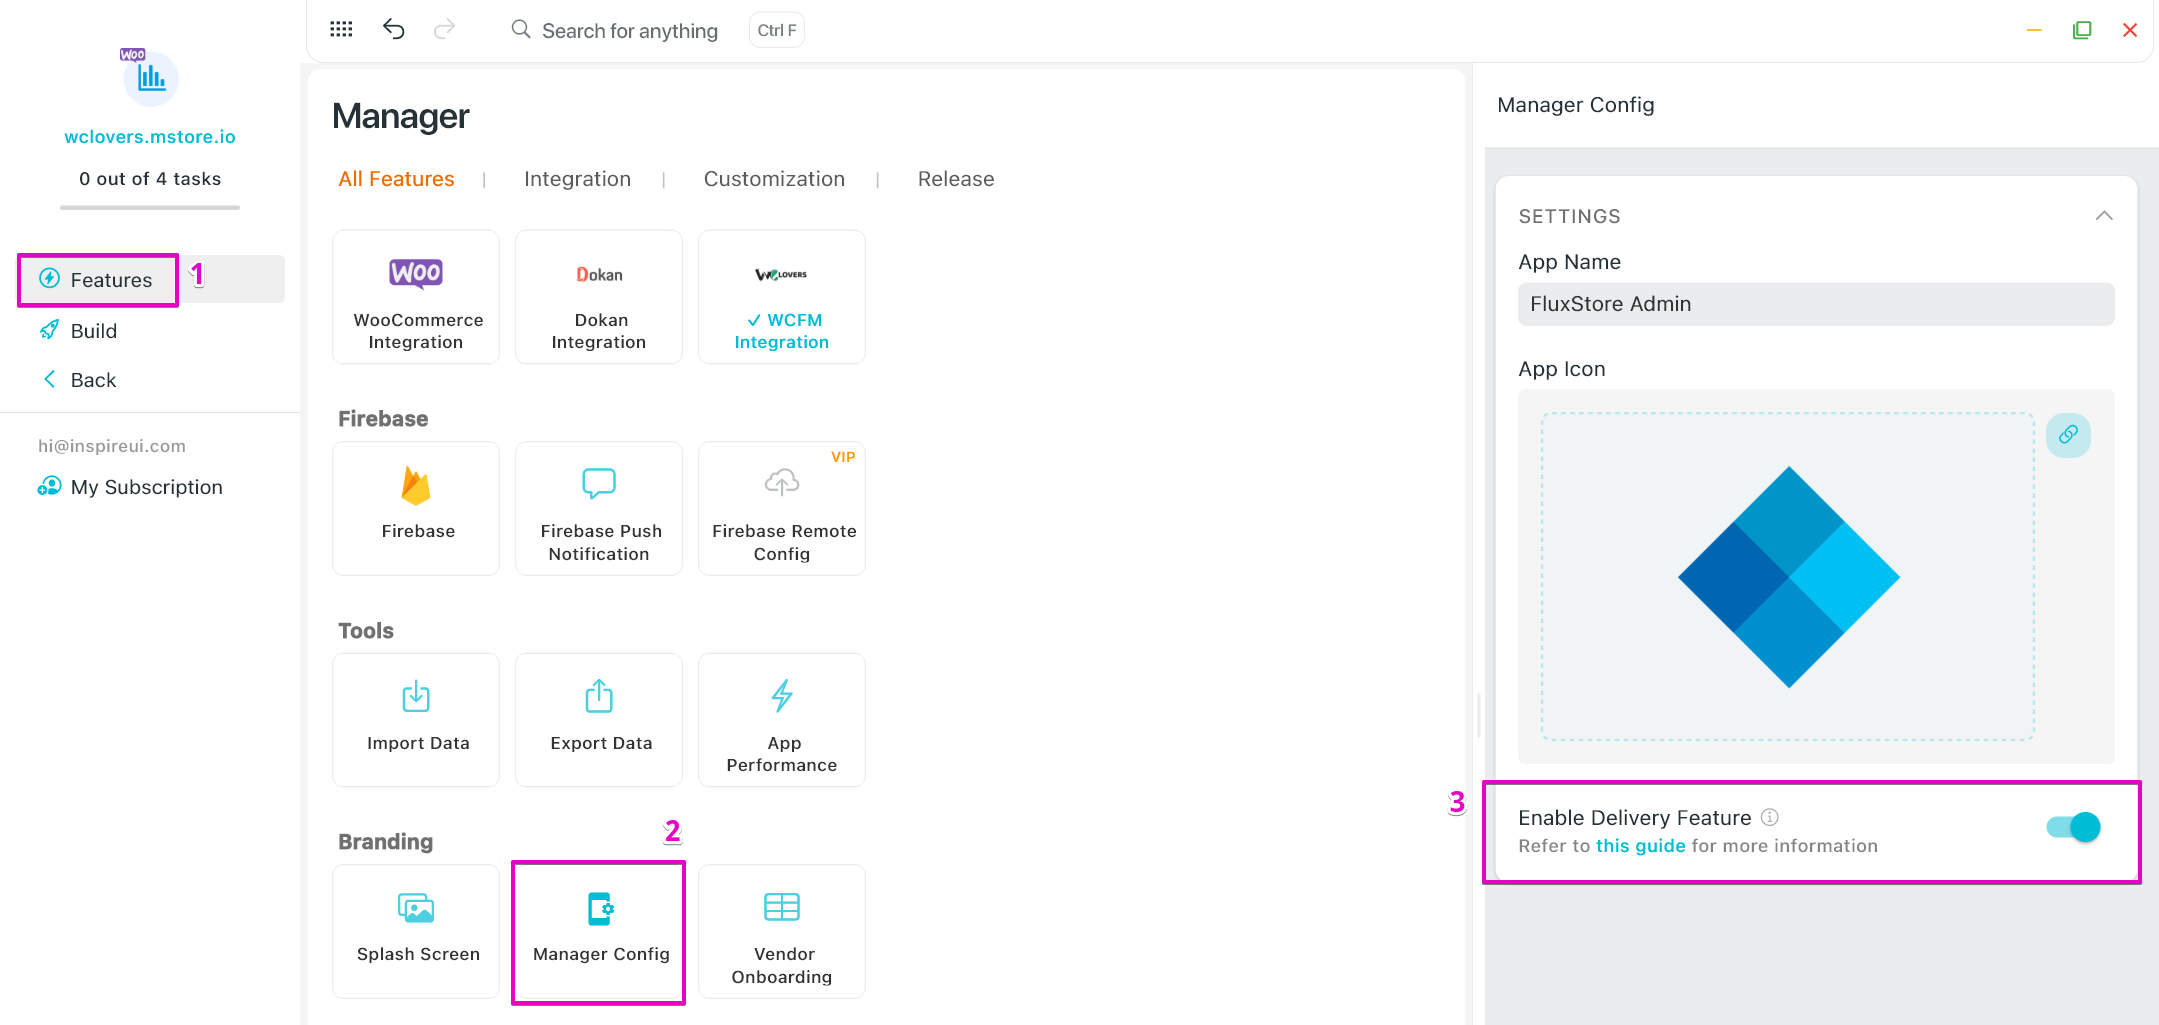 Search for anything
Ctrl F
WOO
wclovers.mstore.io
0 out of 4 tasks
Features
1
Build
Back
hi@inspireui.com
My Subscription
Manager
All Features | Integration | Customization | Release
WOO
WooCommerce
Integration
Dokan
Dokan
Integration
WCLOVERS
✓ WCFM
Integration
Firebase
Firebase
Firebase Push
Notification
VIP
Firebase Remote
Config
Tools
Import Data
Export Data
App
Performance
Branding
2
Splash Screen
Manager Config
Vendor
Onboarding
Manager Config
SETTINGS
App Name
FluxStore Admin
App Icon
3
Enable Delivery Feature
Refer to this guide for more information